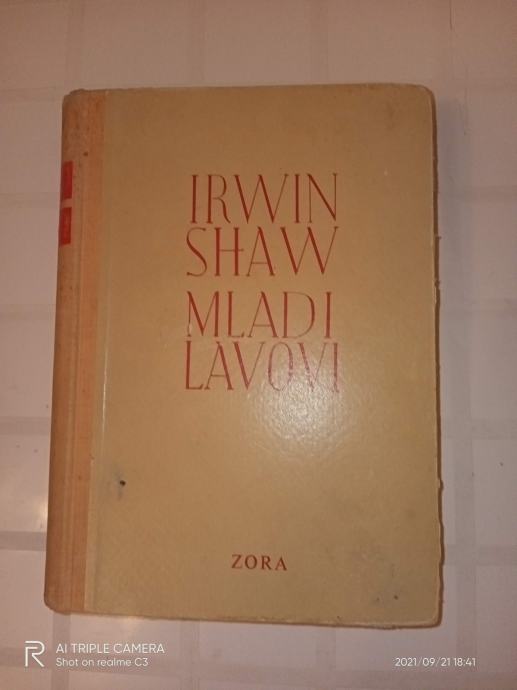 IRWIN
SHAW
MLADI
LAVOVI
ZORA
R AI TRIPLE CAMERA
Shot on realme C3
2021/09/21 18:41